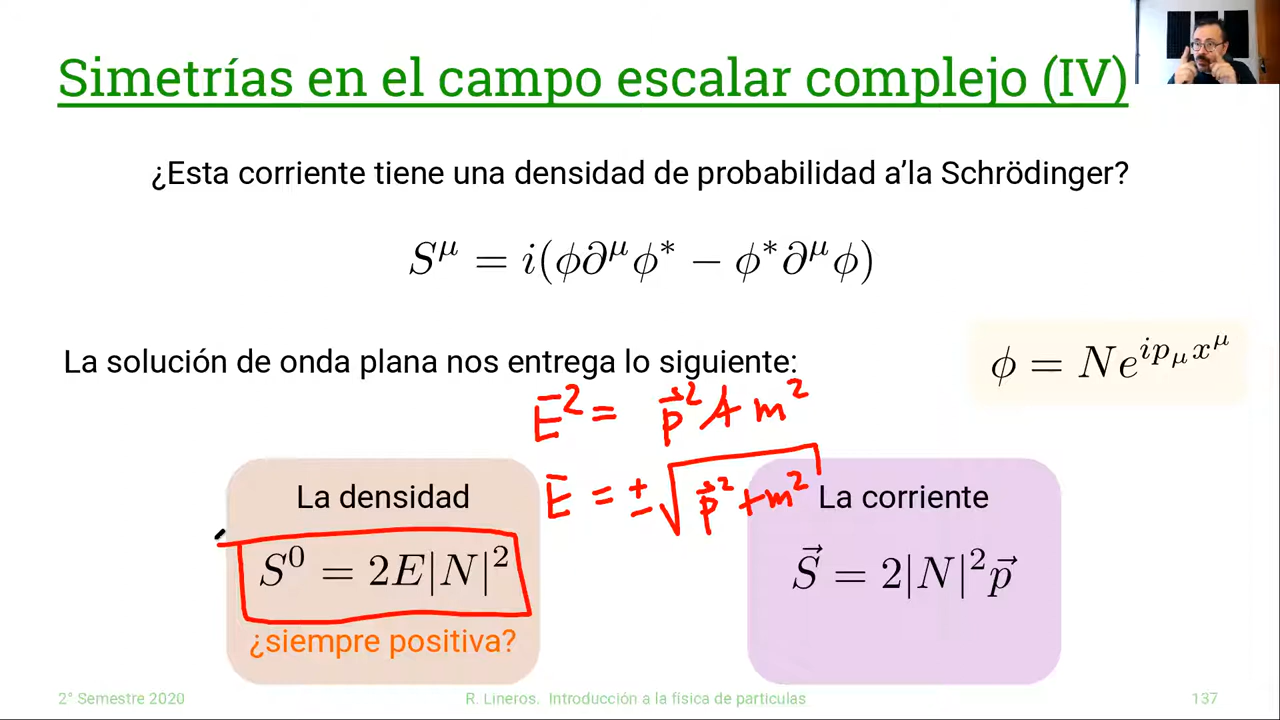 Simetrías en el campo escalar complejo (IV)
¿Esta corriente tiene una densidad de probabilidad a’la Schrödinger?
S^μ = i(ϕ∂^μϕ* − ϕ*∂^μϕ)
La solución de onda plana nos entrega lo siguiente:
ϕ = Ne^{ip_μx^μ}
E² = p⃗² + m²
E = ±√(p⃗² + m²)
La densidad
S⁰ = 2E|N|²
¿siempre positiva?
La corriente
S⃗ = 2|N|²p⃗
2° Semestre 2020
R. Lineros. Introducción a la física de particulas
137